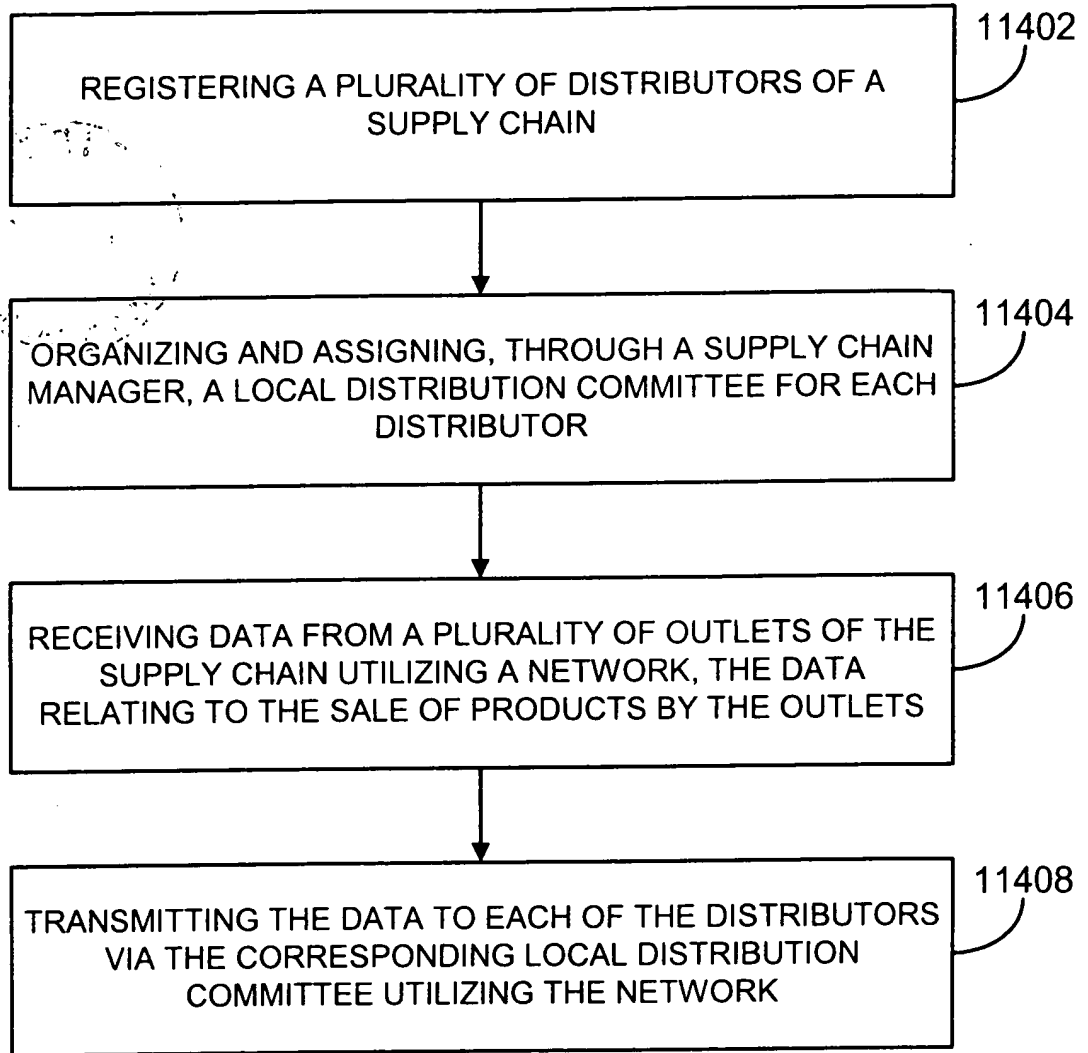 11402
REGISTERING A PLURALITY OF DISTRIBUTORS OF A
SUPPLY CHAIN
11404
ORGANIZING AND ASSIGNING, THROUGH A SUPPLY CHAIN
MANAGER, A LOCAL DISTRIBUTION COMMITTEE FOR EACH
DISTRIBUTOR
11406
RECEIVING DATA FROM A PLURALITY OF OUTLETS OF THE
SUPPLY CHAIN UTILIZING A NETWORK, THE DATA
RELATING TO THE SALE OF PRODUCTS BY THE OUTLETS
11408
TRANSMITTING THE DATA TO EACH OF THE DISTRIBUTORS
VIA THE CORRESPONDING LOCAL DISTRIBUTION
COMMITTEE UTILIZING THE NETWORK